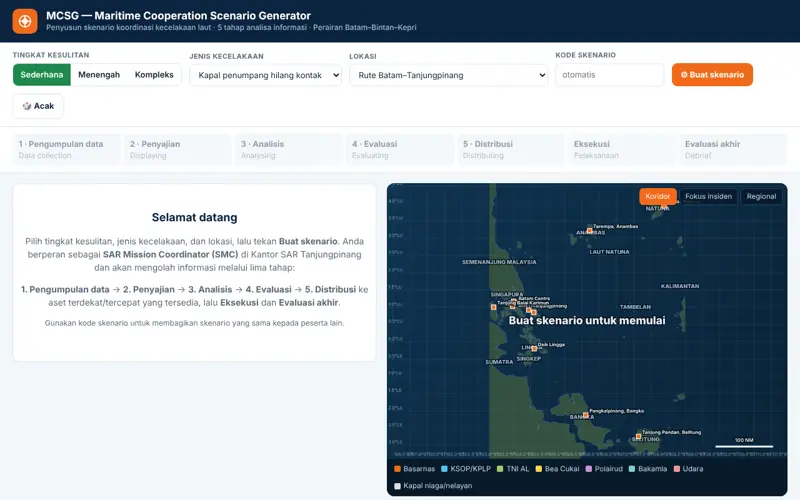 MCSG — Maritime Cooperation Scenario Generator
Penyusun skenario koordinasi kecelakaan laut · 5 tahap analisa informasi · Perairan Batam–Bintan–Kepri
TINGKAT KESULITAN
JENIS KECELAKAAN
LOKASI
KODE SKENARIO
Sederhana
Menengah
Kompleks
Kapal penumpang hilang kontak
Rute Batam–Tanjungpinang
otomatis
Buat skenario
Acak
1 · Pengumpulan data
Data collection
2 · Penyajian
Displaying
3 · Analisis
Analysing
4 · Evaluasi
Evaluating
5 · Distribusi
Distributing
Eksekusi
Pelaksanaan
Evaluasi akhir
Debrief
Selamat datang
Pilih tingkat kesulitan, jenis kecelakaan, dan lokasi, lalu tekan Buat skenario. Anda
berperan sebagai SAR Mission Coordinator (SMC) di Kantor SAR Tanjungpinang
dan akan mengolah informasi melalui lima tahap:
1. Pengumpulan data → 2. Penyajian → 3. Analisis → 4. Evaluasi → 5. Distribusi ke
aset terdekat/tercepat yang tersedia, lalu Eksekusi dan Evaluasi akhir.
Gunakan kode skenario untuk membagikan skenario yang sama kepada peserta lain.
Koridor
Fokus insiden
Regional
NATUNA
Tarempa, Anambas
ANAMBAS
LAUT NATUNA
SEMENANJUNG MALAYSIA
KALIMANTAN
SINGAPURA
Batam Centre
Tanjung Balai Karimun
TAMBELAN
Buat skenario untuk memulai
Daik Lingga
LINGGA
SINGKEP
SUMATRA
Pangkalpinang, Bangka
BANGKA
Tanjung Pandan, Belitung
BELITUNG
100 NM
Basarnas
KSOP/KPLP
TNI AL
Bea Cukai
Polairud
Bakamla
Udara
Kapal niaga/nelayan